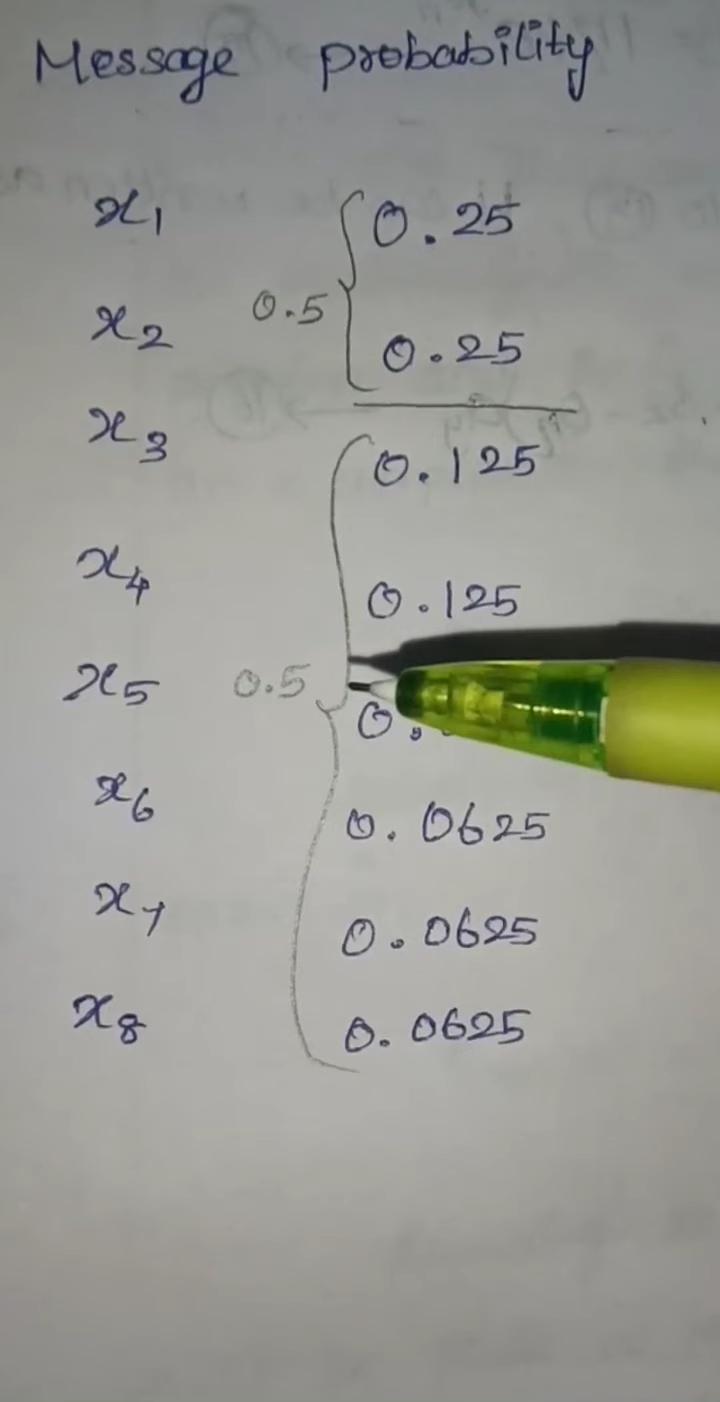 Message probability
x1 0.25
0.5
x2 0.25
x3 0.125
x4 0.125
x5 0.5 0.
x6 0.0625
x7 0.0625
x8 0.0625